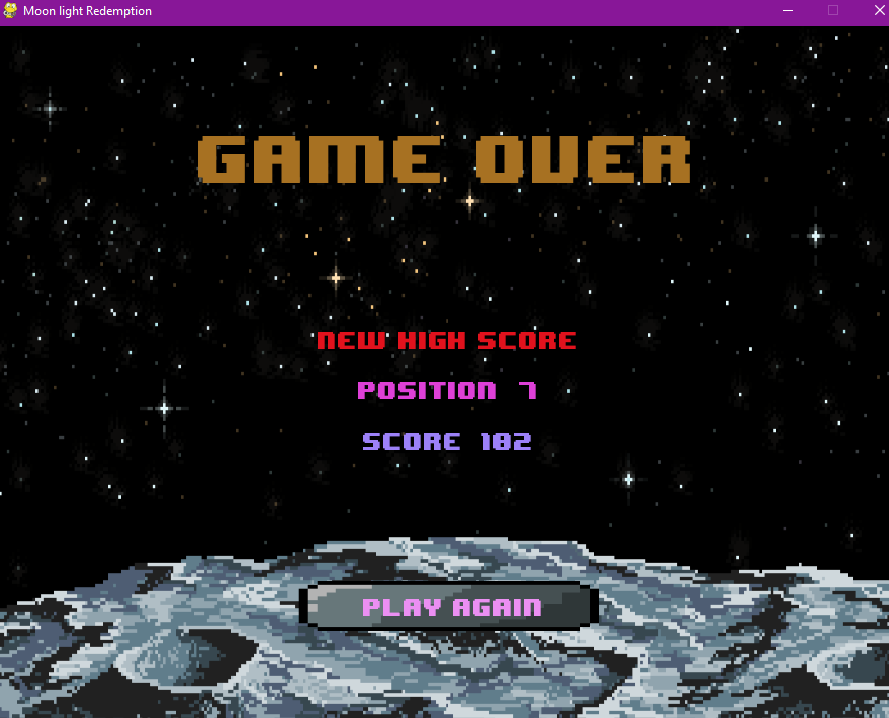 Moon light Redemption
GAME OVER
NEW HIGH SCORE
POSITION 7
SCORE 182
PLAY AGAIN